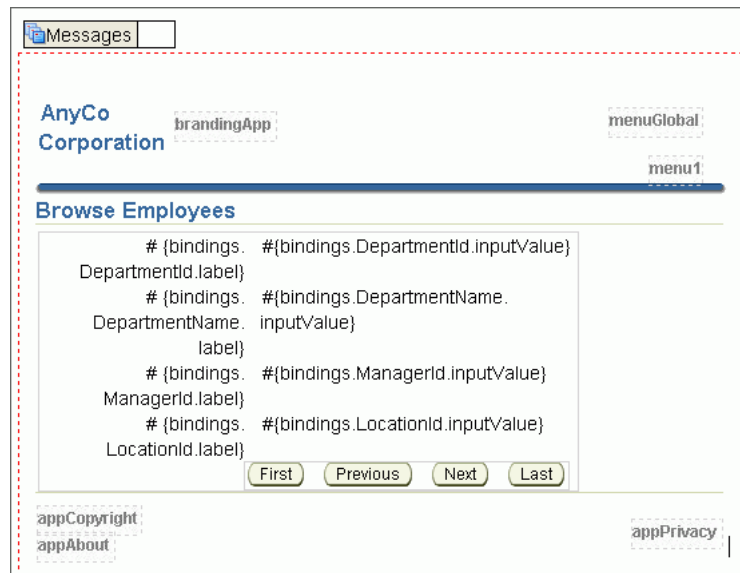 Messages
AnyCo
Corporation
brandingApp
menuGlobal
menu1
Browse Employees
# {bindings. #{bindings.DepartmentId.inputValue}
DepartmentId.label}
# {bindings. #{bindings.DepartmentName.
DepartmentName. inputValue}
label}
# {bindings. #{bindings.ManagerId.inputValue}
ManagerId.label}
# {bindings. #{bindings.LocationId.inputValue}
LocationId.label}
First Previous Next Last
appCopyright
appAbout
appPrivacy